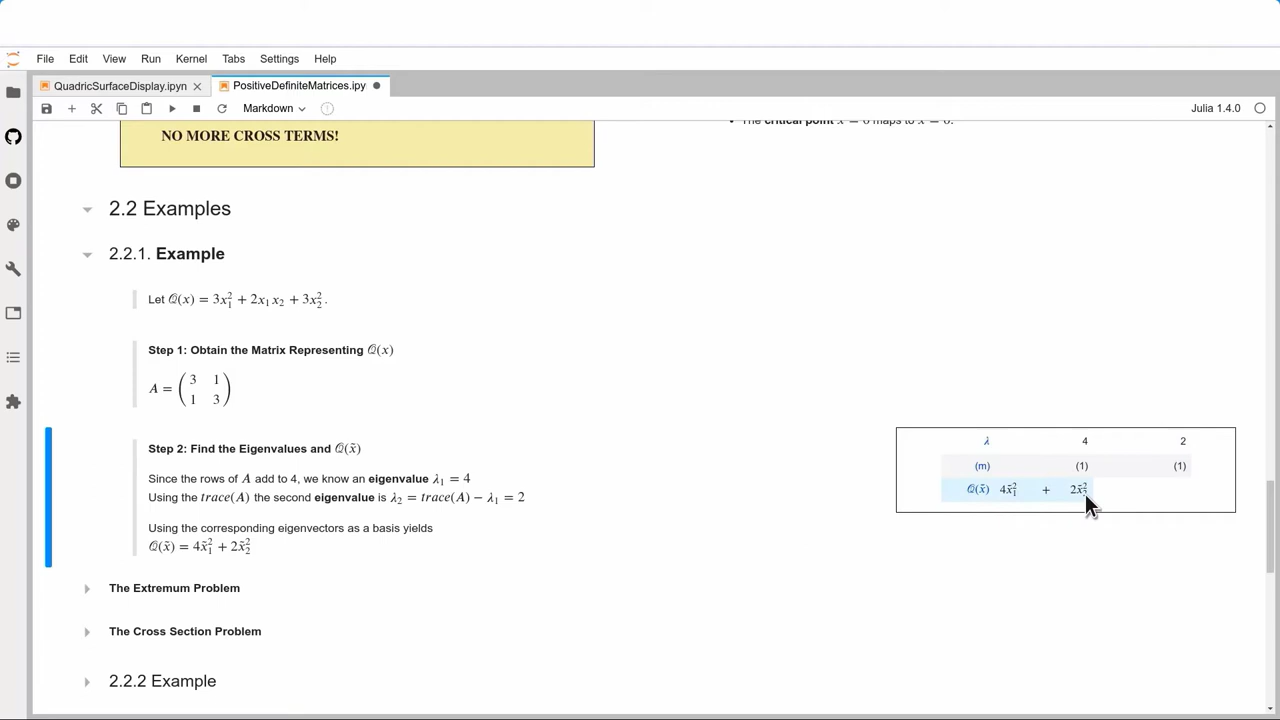 File Edit View Run Kernel Tabs Settings Help
QuadricSurfaceDisplay.ipyn × PositiveDefiniteMatrices.ipy ●
Markdown Julia 1.4.0
NO MORE CROSS TERMS!
2.2 Examples
2.2.1. Example
Let 𝒬(x) = 3x₁² + 2x₁x₂ + 3x₂².
Step 1: Obtain the Matrix Representing 𝒬(x)
A = ( 3 1
1 3 )
Step 2: Find the Eigenvalues and 𝒬(x̃)
Since the rows of A add to 4, we know an eigenvalue λ₁ = 4
Using the trace(A) the second eigenvalue is λ₂ = trace(A) − λ₁ = 2
Using the corresponding eigenvectors as a basis yields
𝒬(x̃) = 4x̃₁² + 2x̃₂²
λ 4 2
(m) (1) (1)
𝒬(x̃) 4x̃₁² + 2x̃₂²
The Extremum Problem
The Cross Section Problem
2.2.2 Example